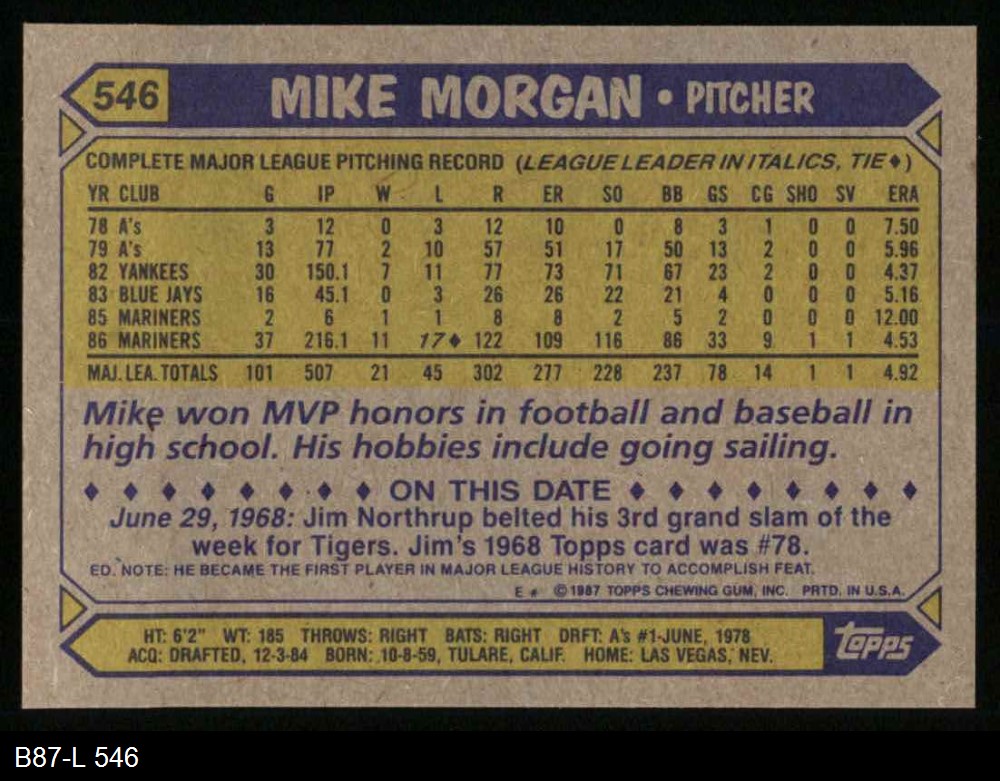 546 MIKE MORGAN • PITCHER
COMPLETE MAJOR LEAGUE PITCHING RECORD (LEAGUE LEADER IN ITALICS, TIE♦)
YR CLUB G IP W L R ER SO BB GS CG SHO SV ERA
78 A's 3 12 0 3 12 10 0 8 3 1 0 0 7.50
79 A's 13 77 2 10 57 51 17 50 13 2 0 0 5.96
82 YANKEES 30 150.1 7 11 77 73 71 67 23 2 0 0 4.37
83 BLUE JAYS 16 45.1 0 3 26 26 22 21 4 0 0 0 5.16
85 MARINERS 2 6 1 1 8 8 2 5 2 0 0 0 12.00
86 MARINERS 37 216.1 11 17♦ 122 109 116 86 33 9 1 1 4.53
MAJ. LEA. TOTALS 101 507 21 45 302 277 228 237 78 14 1 1 4.92
Mike won MVP honors in football and baseball in
high school. His hobbies include going sailing.
♦ ♦ ♦ ♦ ♦ ♦ ♦ ♦ ON THIS DATE ♦ ♦ ♦ ♦ ♦ ♦ ♦ ♦
June 29, 1968: Jim Northrup belted his 3rd grand slam of the
week for Tigers. Jim's 1968 Topps card was #78.
ED. NOTE: HE BECAME THE FIRST PLAYER IN MAJOR LEAGUE HISTORY TO ACCOMPLISH FEAT.
E * © 1987 TOPPS CHEWING GUM, INC. PRTD. IN U.S.A.
HT: 6'2" WT: 185 THROWS: RIGHT BATS: RIGHT DRFT: A's #1-JUNE, 1978
ACQ: DRAFTED, 12-3-84 BORN: 10-8-59, TULARE, CALIF. HOME: LAS VEGAS, NEV.
topps
B87-L 546